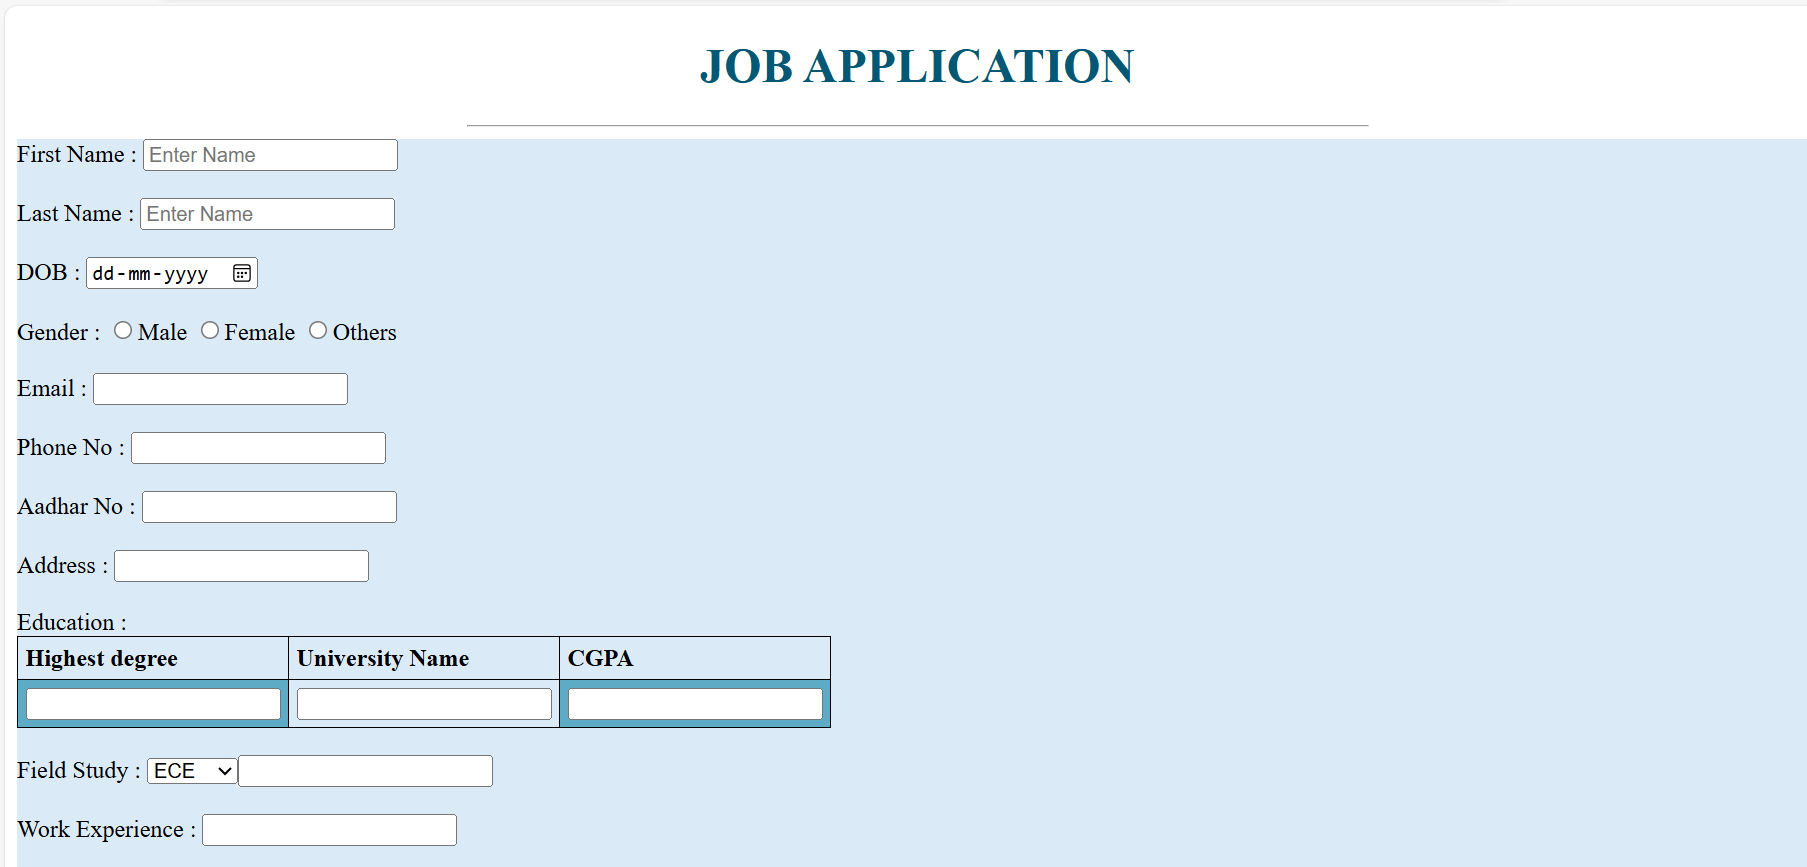 JOB APPLICATION
First Name : Enter Name
Last Name : Enter Name
DOB : dd-mm-yyyy
Gender : Male Female Others
Email :
Phone No :
Aadhar No :
Address :
Education :
Highest degree University Name CGPA
Field Study : ECE
Work Experience :